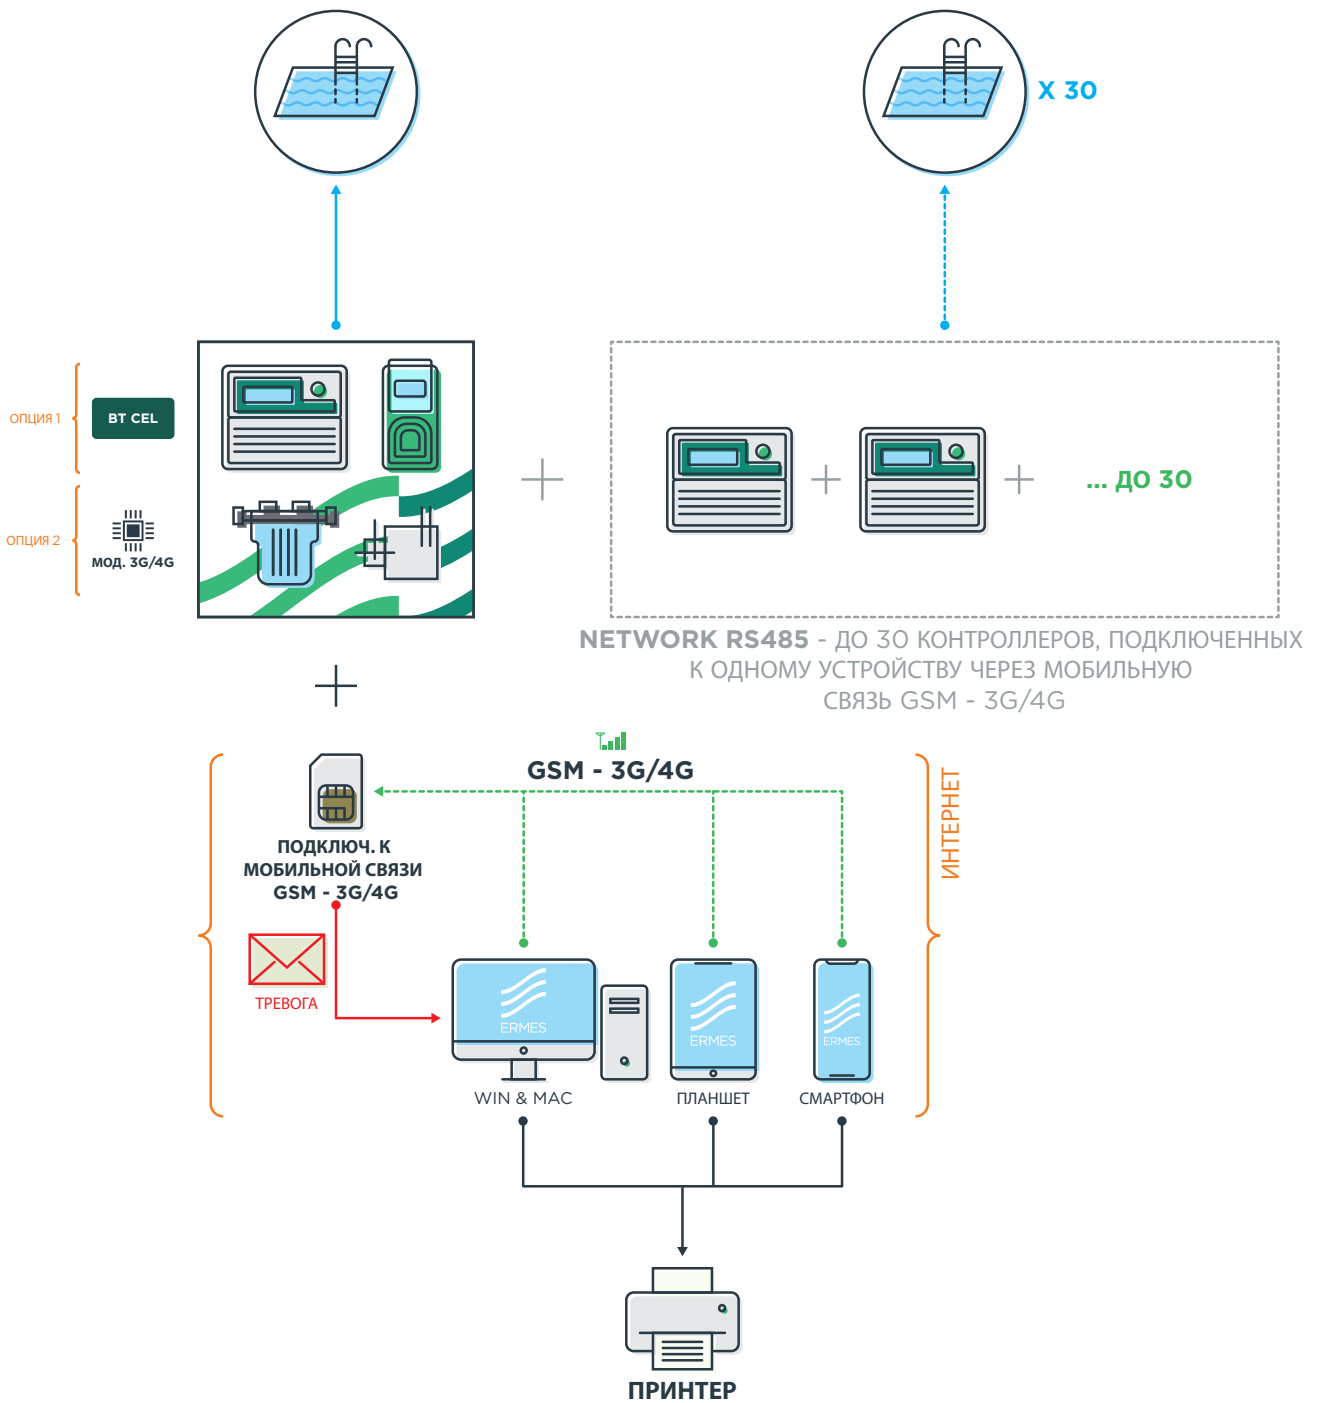 X 30
ОПЦИЯ 1
BT CEL
ОПЦИЯ 2
МОД. 3G/4G
... ДО 30
NETWORK RS485 - ДО 30 КОНТРОЛЛЕРОВ, ПОДКЛЮЧЕННЫХ
К ОДНОМУ УСТРОЙСТВУ ЧЕРЕЗ МОБИЛЬНУЮ
СВЯЗЬ GSM - 3G/4G
GSM - 3G/4G
ИНТЕРНЕТ
ПОДКЛЮЧ. К
МОБИЛЬНОЙ СВЯЗИ
GSM - 3G/4G
ТРЕВОГА
ERMES
ERMES
ERMES
WIN & MAC
ПЛАНШЕТ
СМАРТФОН
ПРИНТЕР